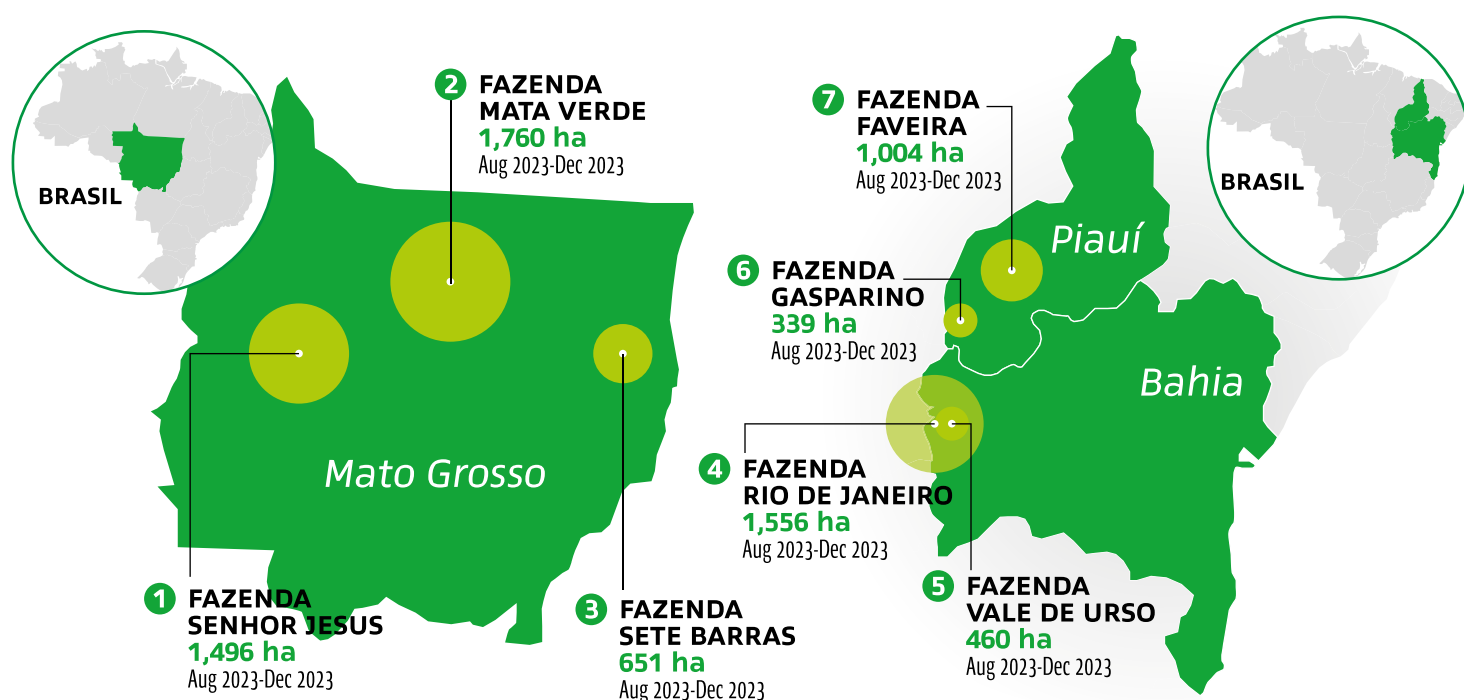 BRASIL
2
FAZENDA
MATA VERDE
1,760 ha
Aug 2023-Dec 2023
Mato Grosso
1
FAZENDA
SENHOR JESUS
1,496 ha
Aug 2023-Dec 2023
3
FAZENDA
SETE BARRAS
651 ha
Aug 2023-Dec 2023
7
FAZENDA
FAVEIRA
1,004 ha
Aug 2023-Dec 2023
BRASIL
Piauí
6
FAZENDA
GASPARINO
339 ha
Aug 2023-Dec 2023
Bahia
4
FAZENDA
RIO DE JANEIRO
1,556 ha
Aug 2023-Dec 2023
5
FAZENDA
VALE DE URSO
460 ha
Aug 2023-Dec 2023